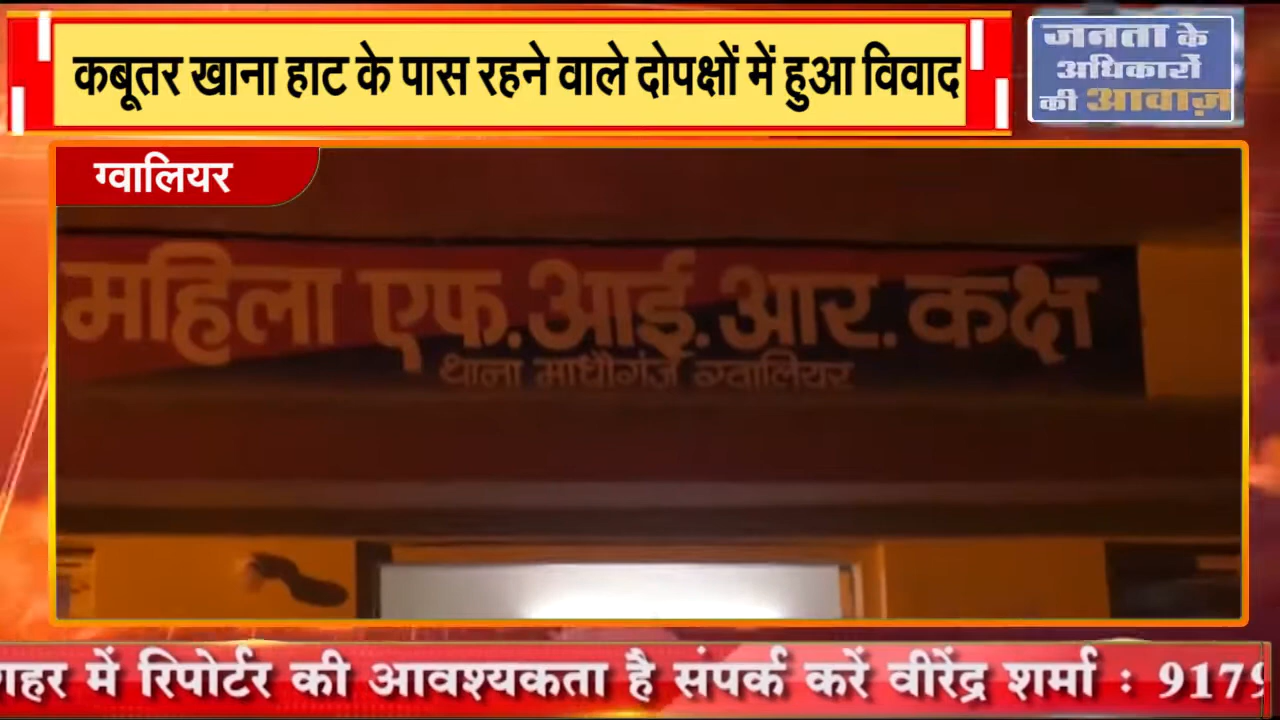 कबूतर खाना हाट के पास रहने वाले दोपक्षों में हुआ विवाद
जनता के
अधिकारों
की आवाज़
ग्वालियर
महिला एफ.आई.आर. कक्ष
थाना माधौगंज ग्वालियर
में रिपोर्टर की आवश्यकता है संपर्क करें वीरेंद्र शर्मा : 9179